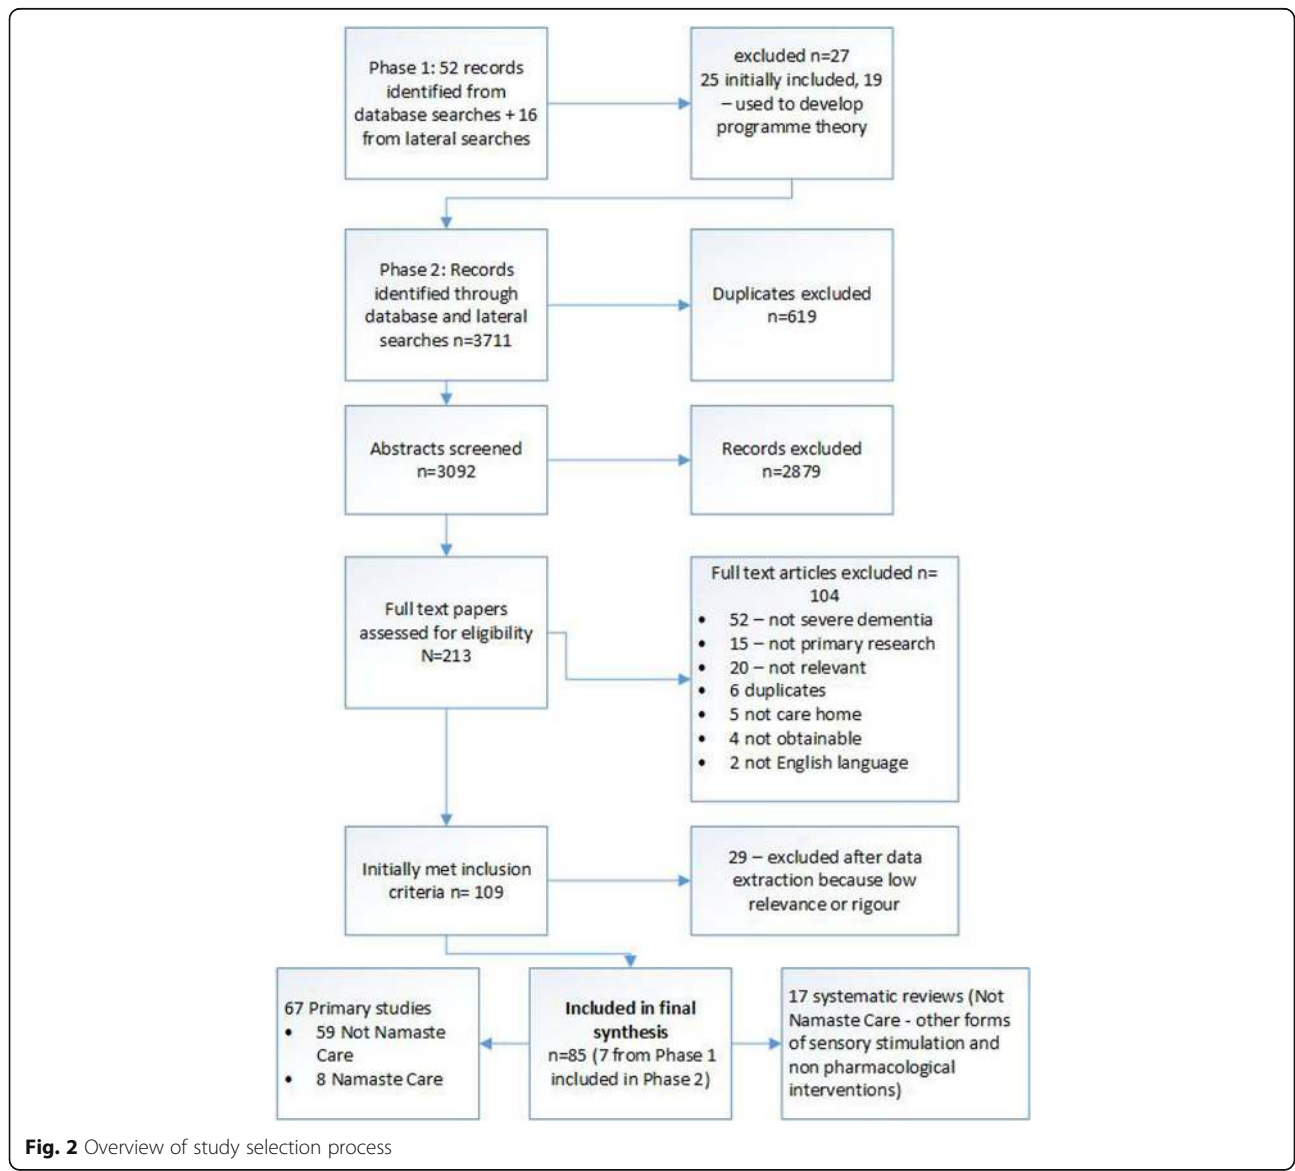 Phase 1: 52 records
identified from
database searches + 16
from lateral searches
excluded n=27
25 initially included, 19
– used to develop
programme theory
Phase 2: Records
identified through
database and lateral
searches n=3711
Duplicates excluded
n=619
Abstracts screened
n=3092
Records excluded
n=2879
Full text papers
assessed for eligibility
N=213
Full text articles excluded n=
104
• 52 – not severe dementia
• 15 – not primary research
• 20 – not relevant
• 6 duplicates
• 5 not care home
• 4 not obtainable
• 2 not English language
Initially met inclusion
criteria n= 109
29 – excluded after data
extraction because low
relevance or rigour
67 Primary studies
• 59 Not Namaste
Care
• 8 Namaste Care
Included in final
synthesis
n=85 (7 from Phase 1
included in Phase 2)
17 systematic reviews (Not
Namaste Care - other forms
of sensory stimulation and
non pharmacological
interventions)
Fig. 2 Overview of study selection process